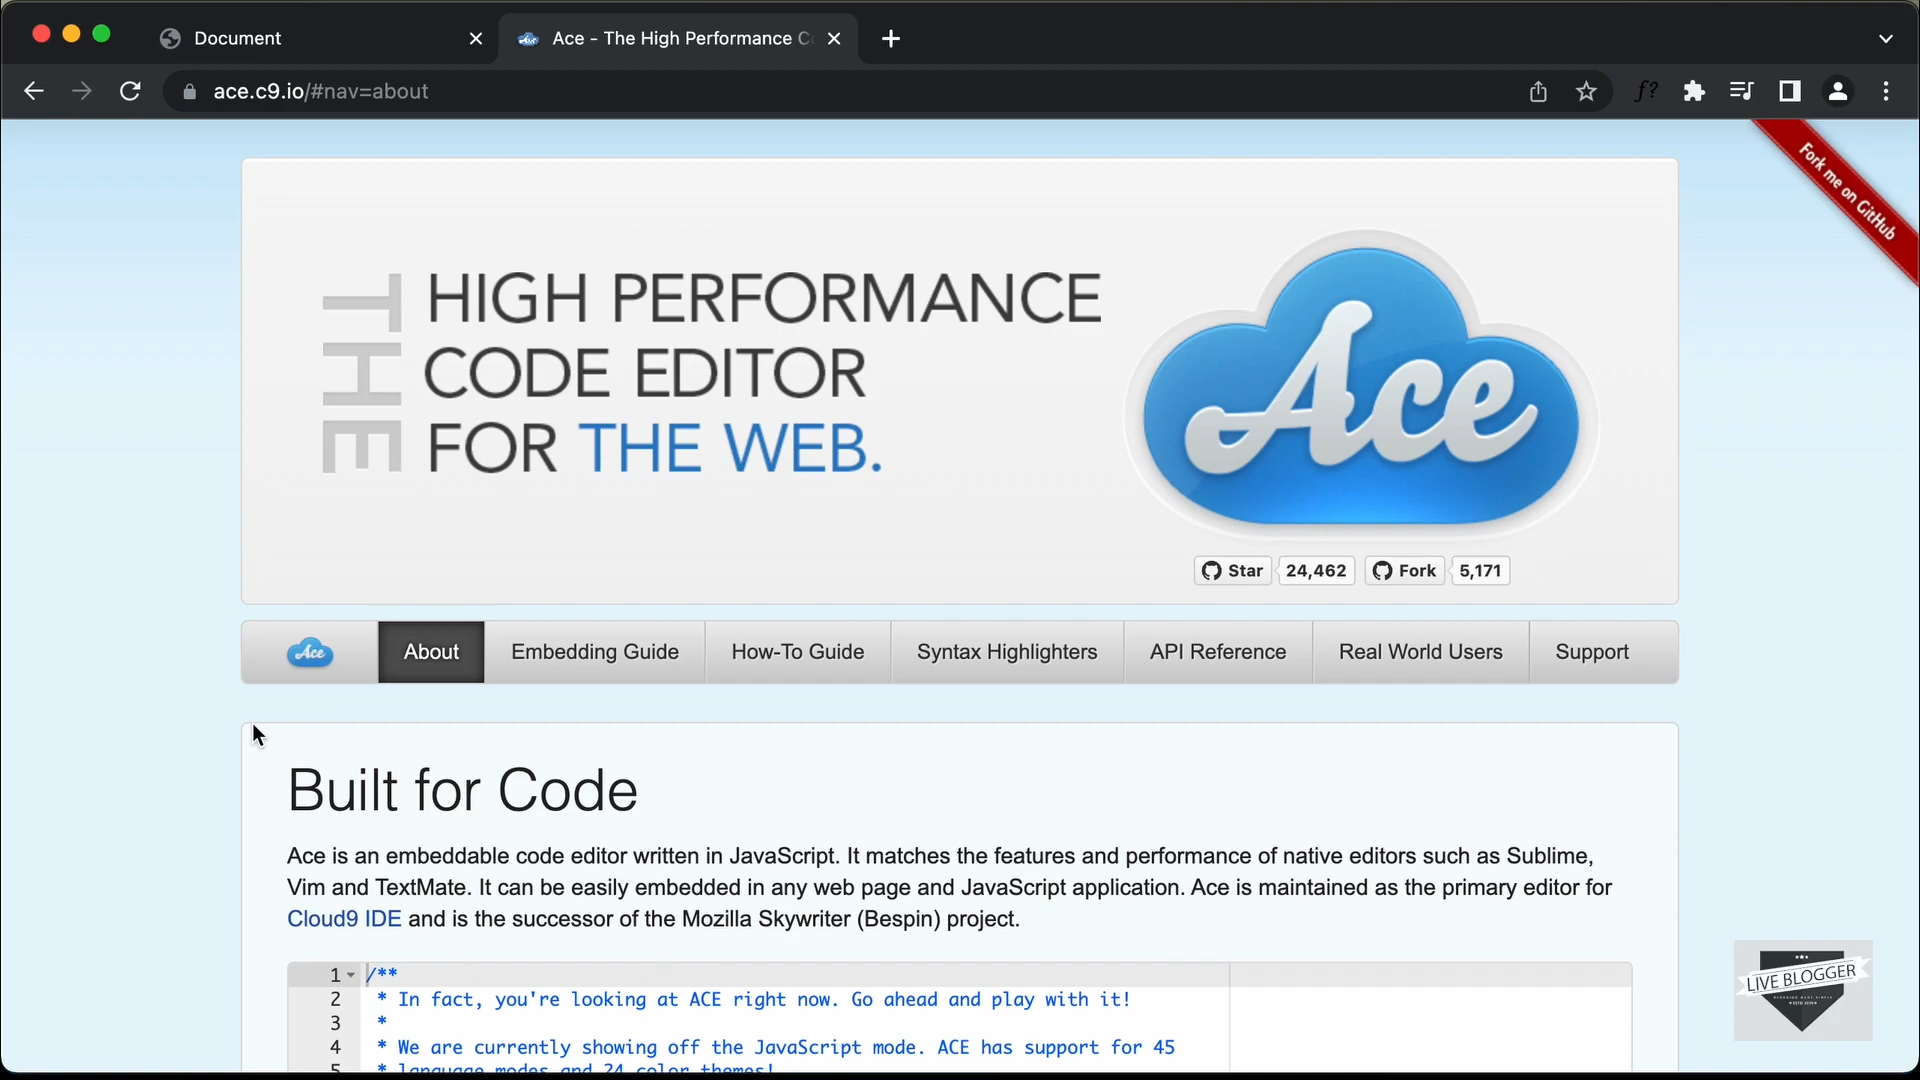 Document
Ace - The High Performance C
ace.c9.io/#nav=about
Fork me on GitHub
THE
HIGH PERFORMANCE
CODE EDITOR
FOR THE WEB.
Ace
Star 24,462 Fork 5,171
Ace About Embedding Guide How-To Guide Syntax Highlighters API Reference Real World Users Support
Built for Code
Ace is an embeddable code editor written in JavaScript. It matches the features and performance of native editors such as Sublime,
Vim and TextMate. It can be easily embedded in any web page and JavaScript application. Ace is maintained as the primary editor for
Cloud9 IDE and is the successor of the Mozilla Skywriter (Bespin) project.
1 /**
2 * In fact, you're looking at ACE right now. Go ahead and play with it!
3 *
4 * We are currently showing off the JavaScript mode. ACE has support for 45
5 * language modes and 24 color themes!
LIVE BLOGGER